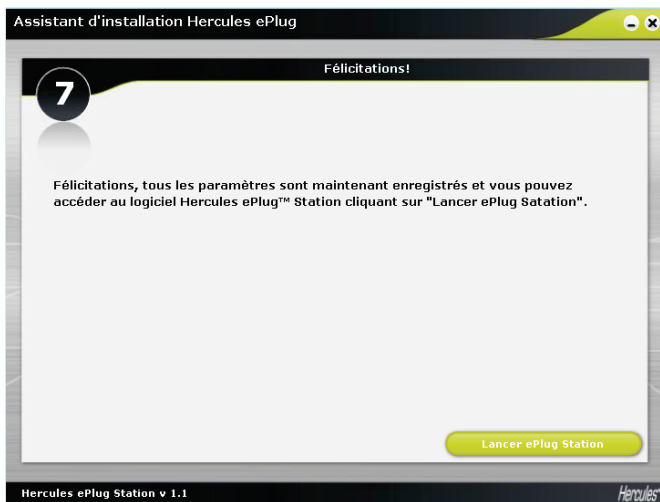 Assistant d'installation Hercules ePlug
Félicitations!
7
Félicitations, tous les paramètres sont maintenant enregistrés et vous pouvez
accéder au logiciel Hercules ePlug™ Station cliquant sur "Lancer ePlug Satation".
Lancer ePlug Station
Hercules ePlug Station v 1.1
Hercules